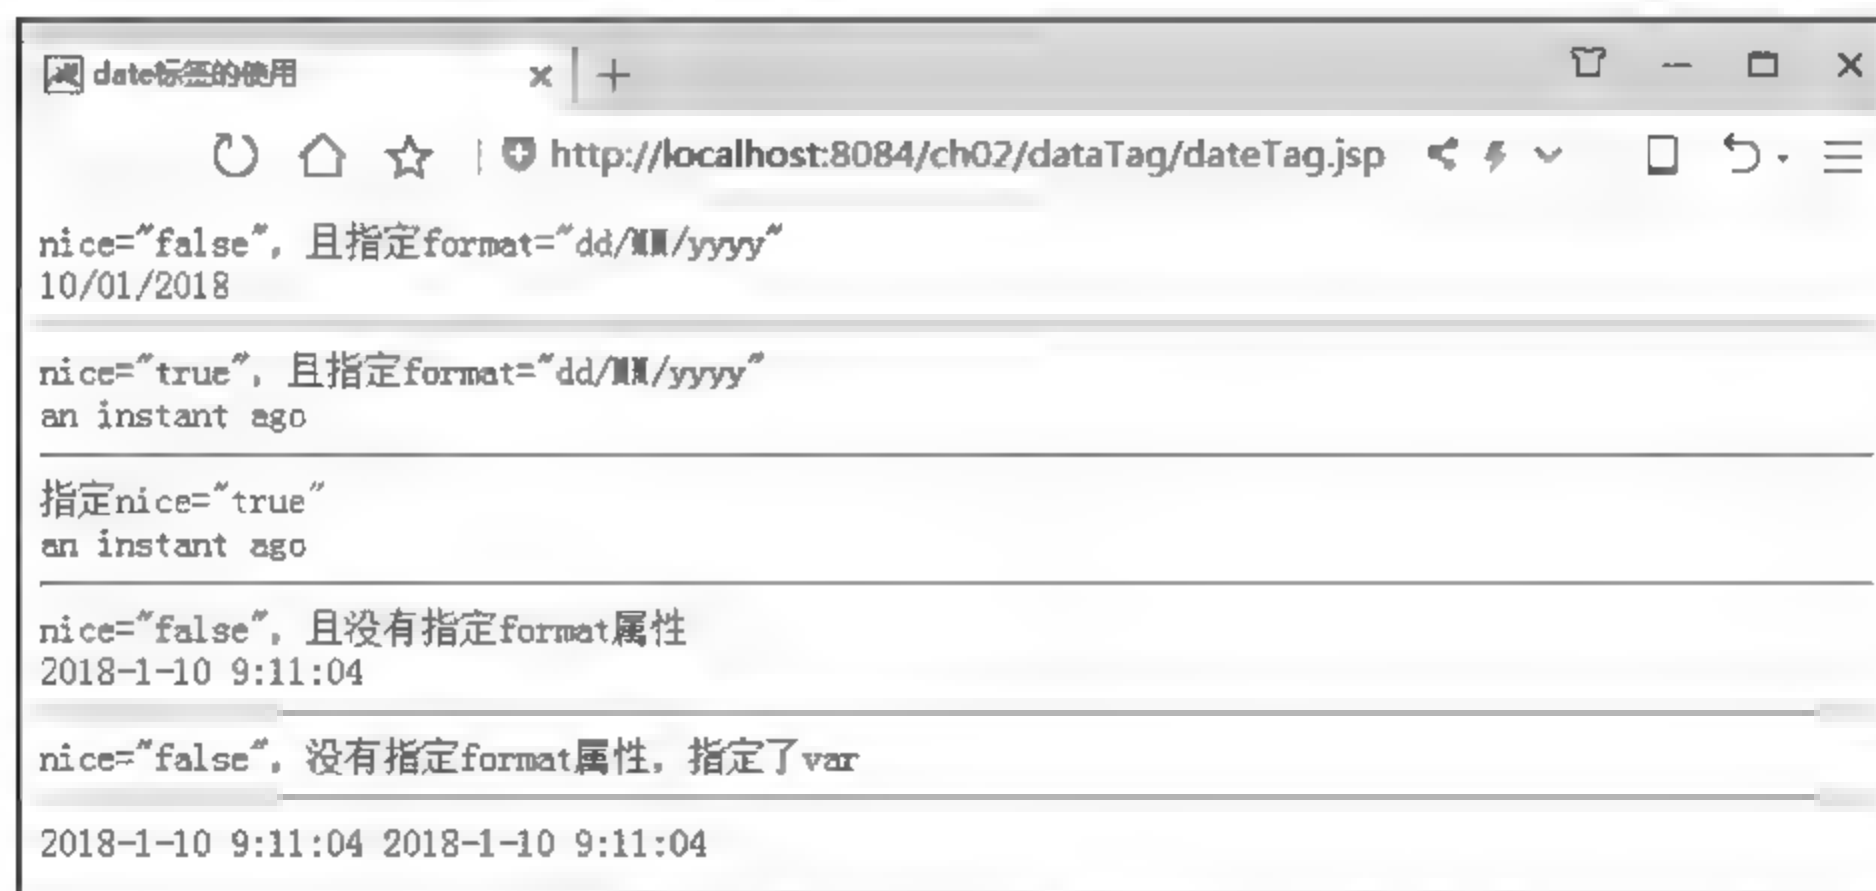 date标签的使用
http://localhost:8084/ch02/dataTag/dateTag.jsp
nice="false", 且指定format="dd/MM/yyyy"
10/01/2018
nice="true", 且指定format="dd/MM/yyyy"
an instant ago
指定nice="true"
an instant ago
nice="false", 且没有指定format属性
2018-1-10 9:11:04
nice="false", 没有指定format属性, 指定了var
2018-1-10 9:11:04 2018-1-10 9:11:04